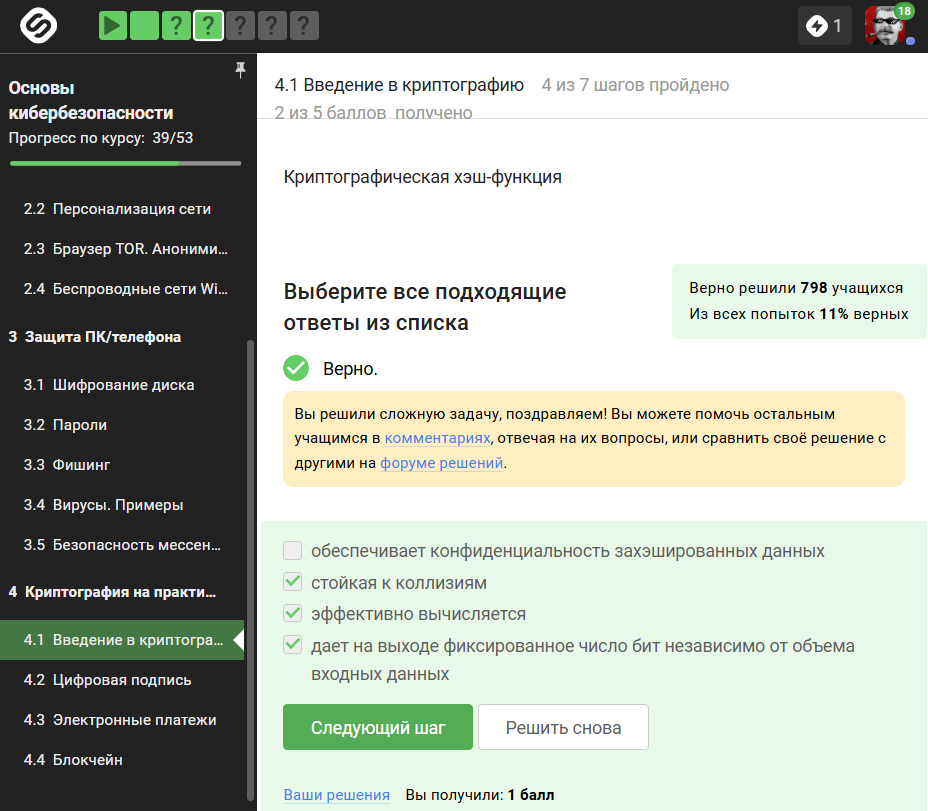 ? ? ? ? ?
1
18
Основы
кибербезопасности
Прогресс по курсу: 39/53
2.2 Персонализация сети
2.3 Браузер TOR. Аноними...
2.4 Беспроводные сети Wi...
3 Защита ПК/телефона
3.1 Шифрование диска
3.2 Пароли
3.3 Фишинг
3.4 Вирусы. Примеры
3.5 Безопасность мессен...
4 Криптография на практи...
4.1 Введение в криптогра...
4.2 Цифровая подпись
4.3 Электронные платежи
4.4 Блокчейн
4.1 Введение в криптографию 4 из 7 шагов пройдено
2 из 5 баллов получено
Криптографическая хэш-функция
Выберите все подходящие
ответы из списка
Верно решили 798 учащихся
Из всех попыток 11% верных
Верно.
Вы решили сложную задачу, поздравляем! Вы можете помочь остальным
учащимся в комментариях, отвечая на их вопросы, или сравнить своё решение с
другими на форуме решений.
обеспечивает конфиденциальность захэшированных данных
стойкая к коллизиям
эффективно вычисляется
дает на выходе фиксированное число бит независимо от объема
входных данных
Следующий шаг
Решить снова
Ваши решения Вы получили: 1 балл